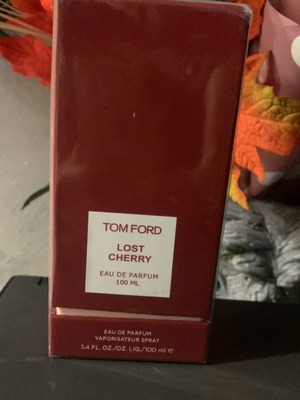 TOM FORD
LOST
CHERRY
EAU DE PARFUM
100 ML
EAU DE PARFUM
VAPORISATEUR SPRAY
3.4 FL. OZ./OZ. LIQ/100 ml e